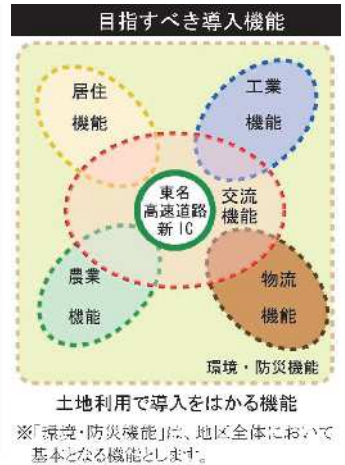 目指すべき導入機能
居住
機能
工業
機能
東名
高速道路
新IC
交流
機能
農業
機能
物流
機能
環境・防災機能
土地利用で導入をはかる機能
※「環境・防災機能」は、地区全体において
基本となる機能とします。